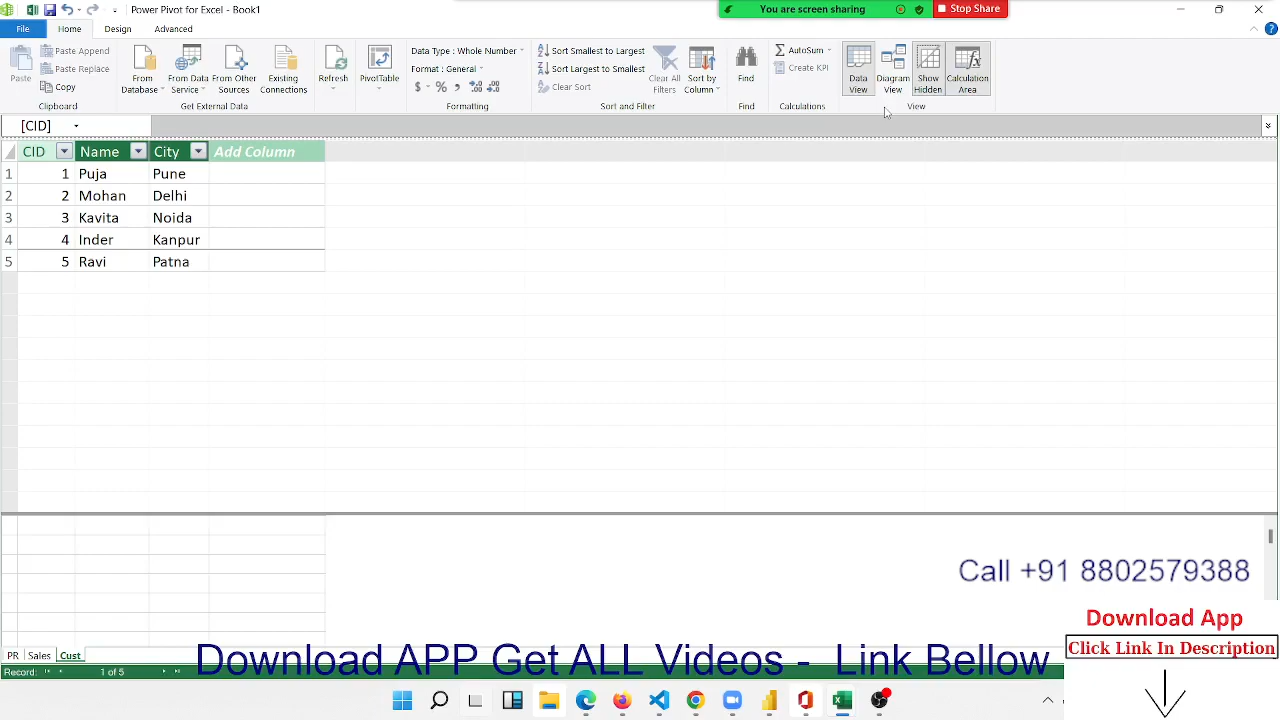 Power Pivot for Excel - Book1
You are screen sharing
Stop Share
File Home Design Advanced
Paste
Paste Append
Paste Replace
Copy
Clipboard
From Database
From Data Service
From Other Sources
Existing Connections
Get External Data
Refresh
PivotTable
Data Type : Whole Number
Format : General
$ % ,
Formatting
Sort Smallest to Largest
Sort Largest to Smallest
Clear Sort
Clear All Filters
Sort by Column
Sort and Filter
Find
Find
AutoSum
Create KPI
Calculations
Data View
Diagram View
Show Hidden
Calculation Area
View
[CID]
CID Name City Add Column
1 1 Puja Pune
2 2 Mohan Delhi
3 3 Kavita Noida
4 4 Inder Kanpur
5 5 Ravi Patna
Call +91 8802579388
Download App
Click Link In Description
PR Sales Cust
Download APP Get ALL Videos - Link Bellow
Record: 1 of 5